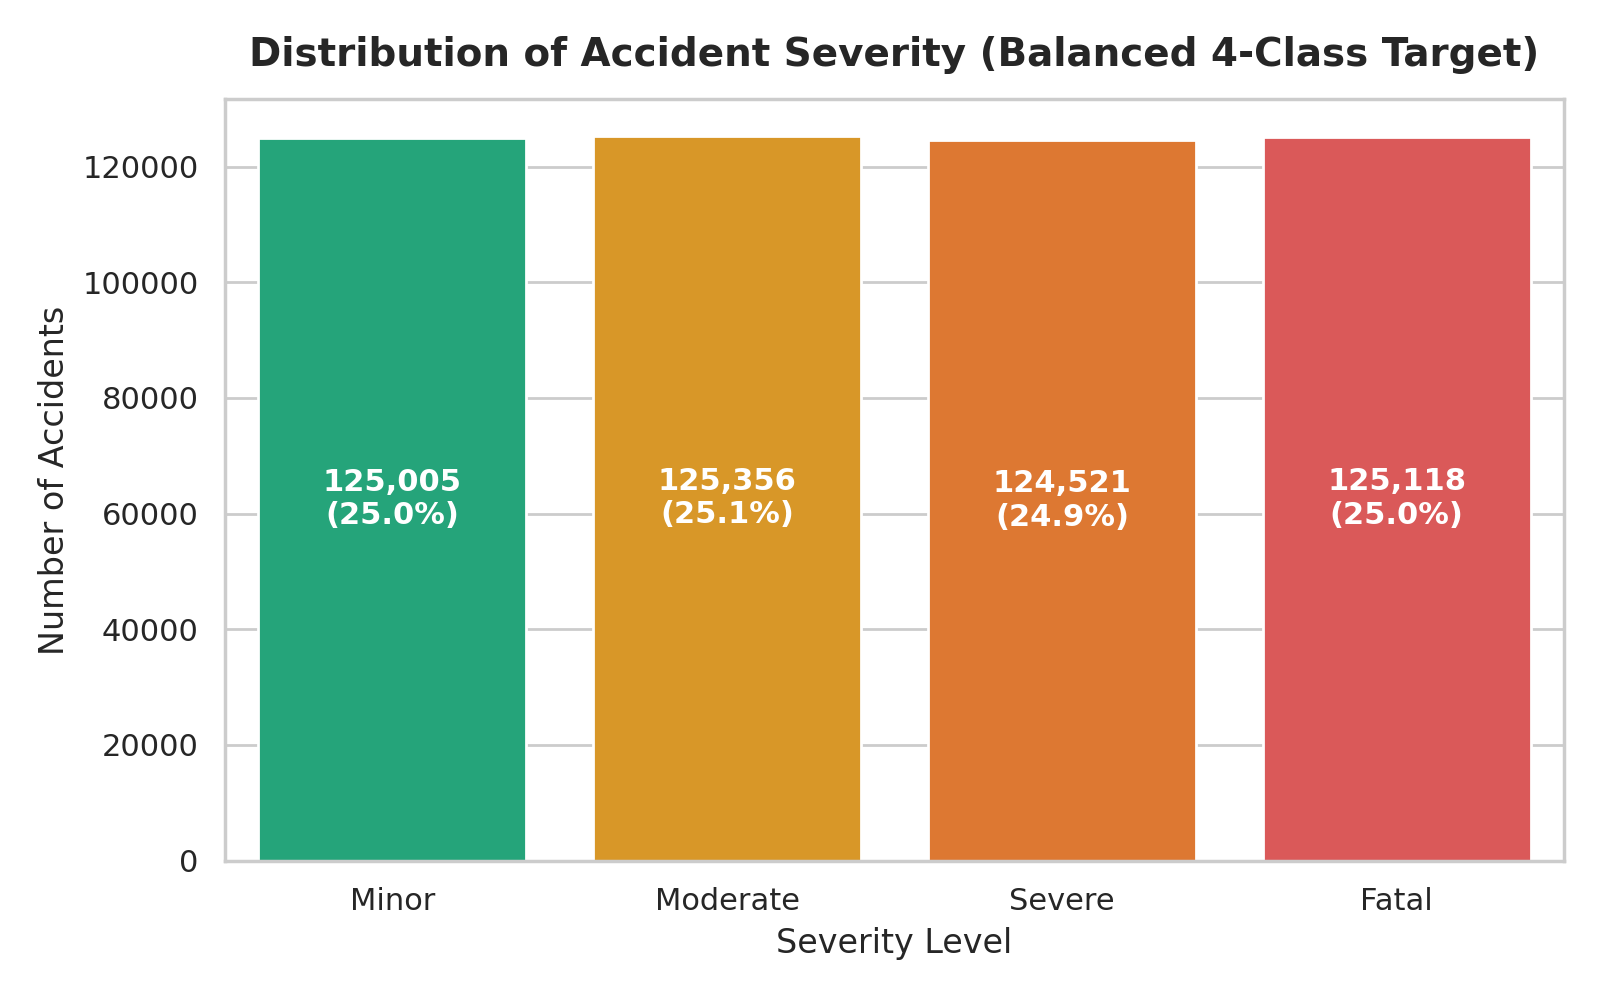 Distribution of Accident Severity (Balanced 4-Class Target)
Number of Accidents
120000
100000
80000
60000
40000
20000
0
125,005
(25.0%)
125,356
(25.1%)
124,521
(24.9%)
125,118
(25.0%)
Minor
Moderate
Severe
Fatal
Severity Level